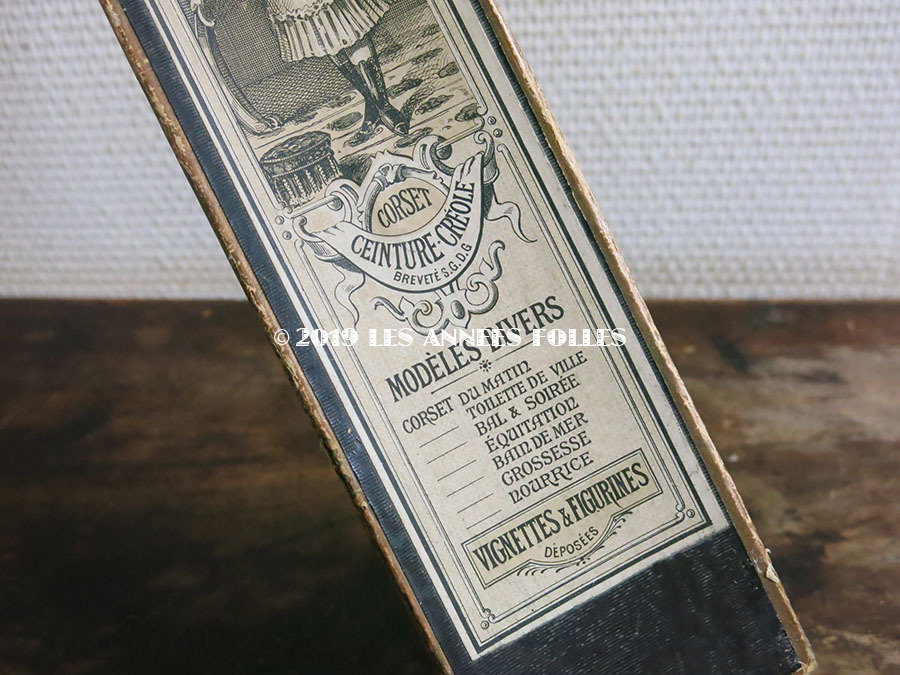 CORSET
CEINTURE-CRÉOLE
BREVETÉ S.G.D.G
© 2019 LES ANNÉES FOLLES
MODÈLES DIVERS
CORSET DU MATIN
TOILETTE DE VILLE
BAL & SOIRÉE
ÉQUITATION
BAIN DE MER
GROSSESSE
NOURRICE
VIGNETTES & FIGURINES
DÉPOSÉES